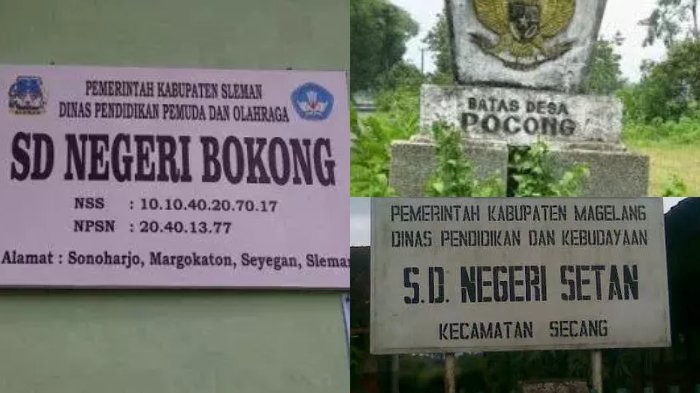 PEMERINTAH KABUPATEN SLEMAN
DINAS PENDIDIKAN PEMUDA DAN OLAHRAGA
SD NEGERI BOKONG
NSS : 10.10.40.20.70.17
NPSN : 20.40.13.77
Alamat : Sonoharjo, Margokaton, Seyegan, Sleman
BATAS DESA
POCONG
PEMERINTAH KABUPATEN MAGELANG
DINAS PENDIDIKAN DAN KEBUDAYAAN
S.D. NEGERI SETAN
KECAMATAN SECANG